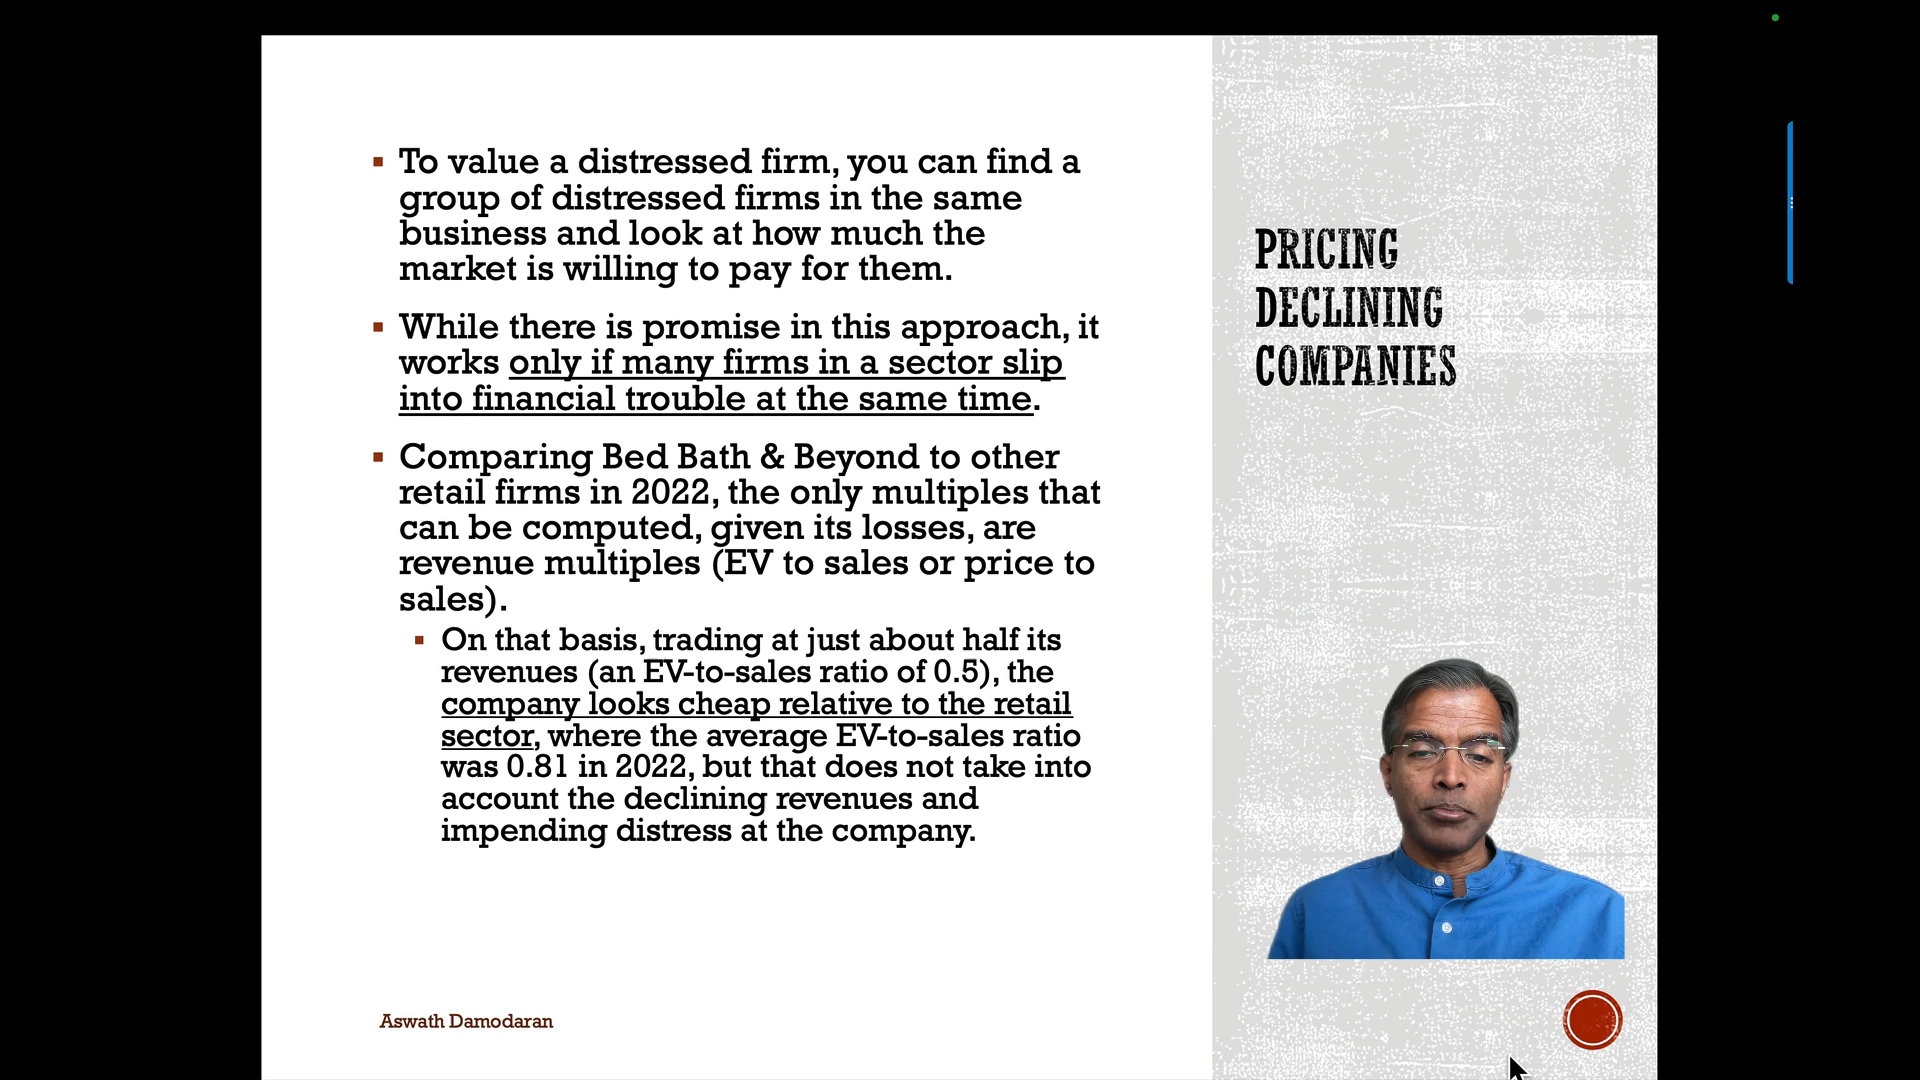 To value a distressed firm, you can find a
group of distressed firms in the same
business and look at how much the
market is willing to pay for them.
While there is promise in this approach, it
works only if many firms in a sector slip
into financial trouble at the same time.
Comparing Bed Bath & Beyond to other
retail firms in 2022, the only multiples that
can be computed, given its losses, are
revenue multiples (EV to sales or price to
sales).
On that basis, trading at just about half its
revenues (an EV-to-sales ratio of 0.5), the
company looks cheap relative to the retail
sector, where the average EV-to-sales ratio
was 0.81 in 2022, but that does not take into
account the declining revenues and
impending distress at the company.
Aswath Damodaran
PRICING
DECLINING
COMPANIES